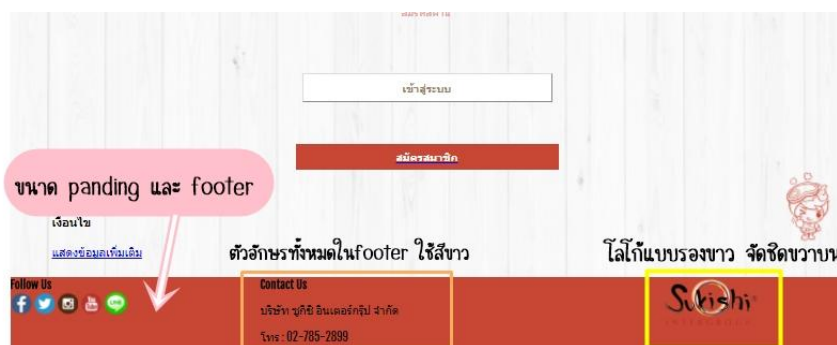 เข้าสู่ระบบ
สมัครสมาชิก
ขนาด panding และ footer
เงื่อนไข
แสดงข้อมูลเพิ่มเติม
ตัวอักษรทั้งหมดในfooter ใช้สีขาว
โลโก้แบบรองขาว จัดชิดขวาบน
Follow Us
Contact Us
บริษัท ซูกิชิ อินเตอร์กรุ๊ป จำกัด
โทร : 02-785-2899
Sukishi
INTERGROUP